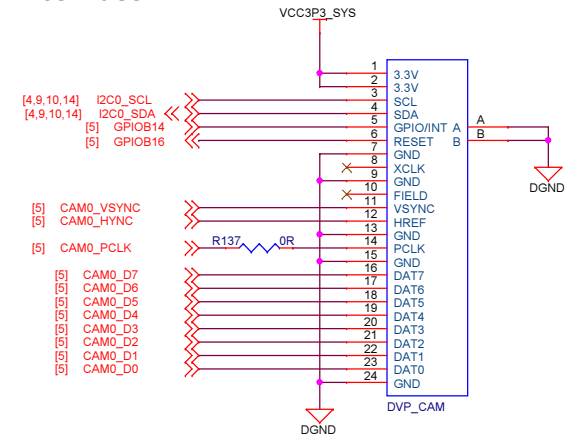 VCC3P3_SYS
1 3.3V
2 3.3V
[4,9,10,14] I2C0_SCL 3 SCL
[4,9,10,14] I2C0_SDA 4 SDA
[5] GPIOB14 5 GPIO/INT A A
[5] GPIOB16 6 RESET B B
7 GND
8 XCLK
9 GND
DGND
10 FIELD
[5] CAM0_VSYNC 11 VSYNC
[5] CAM0_HYNC 12 HREF
13 GND
[5] CAM0_PCLK R137 0R 14 PCLK
15 GND
[5] CAM0_D7 16 DAT7
[5] CAM0_D6 17 DAT6
[5] CAM0_D5 18 DAT5
[5] CAM0_D4 19 DAT4
[5] CAM0_D3 20 DAT3
[5] CAM0_D2 21 DAT2
[5] CAM0_D1 22 DAT1
[5] CAM0_D0 23 DAT0
24 GND
DVP_CAM
DGND